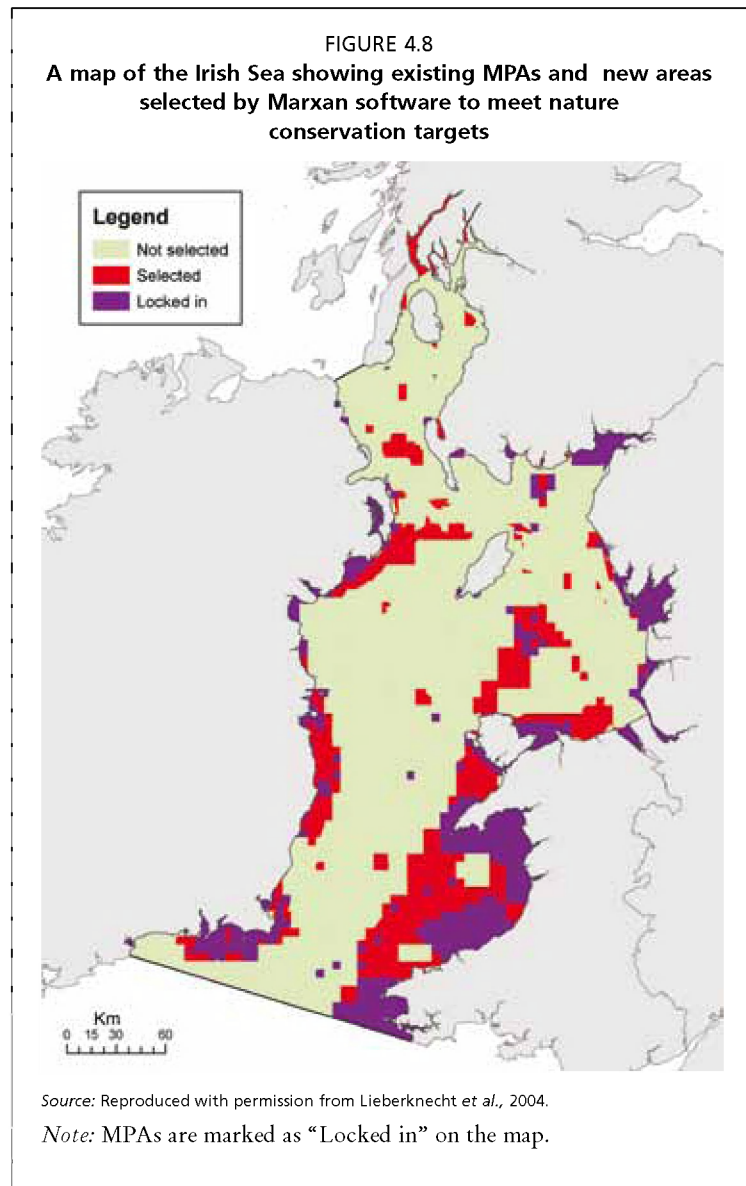 FIGURE 4.8
A map of the Irish Sea showing existing MPAs and new areas
selected by Marxan software to meet nature
conservation targets
Legend
Not selected
Selected
Locked in
Km
0 15 30 60
Source: Reproduced with permission from Lieberknecht et al., 2004.
Note: MPAs are marked as “Locked in” on the map.